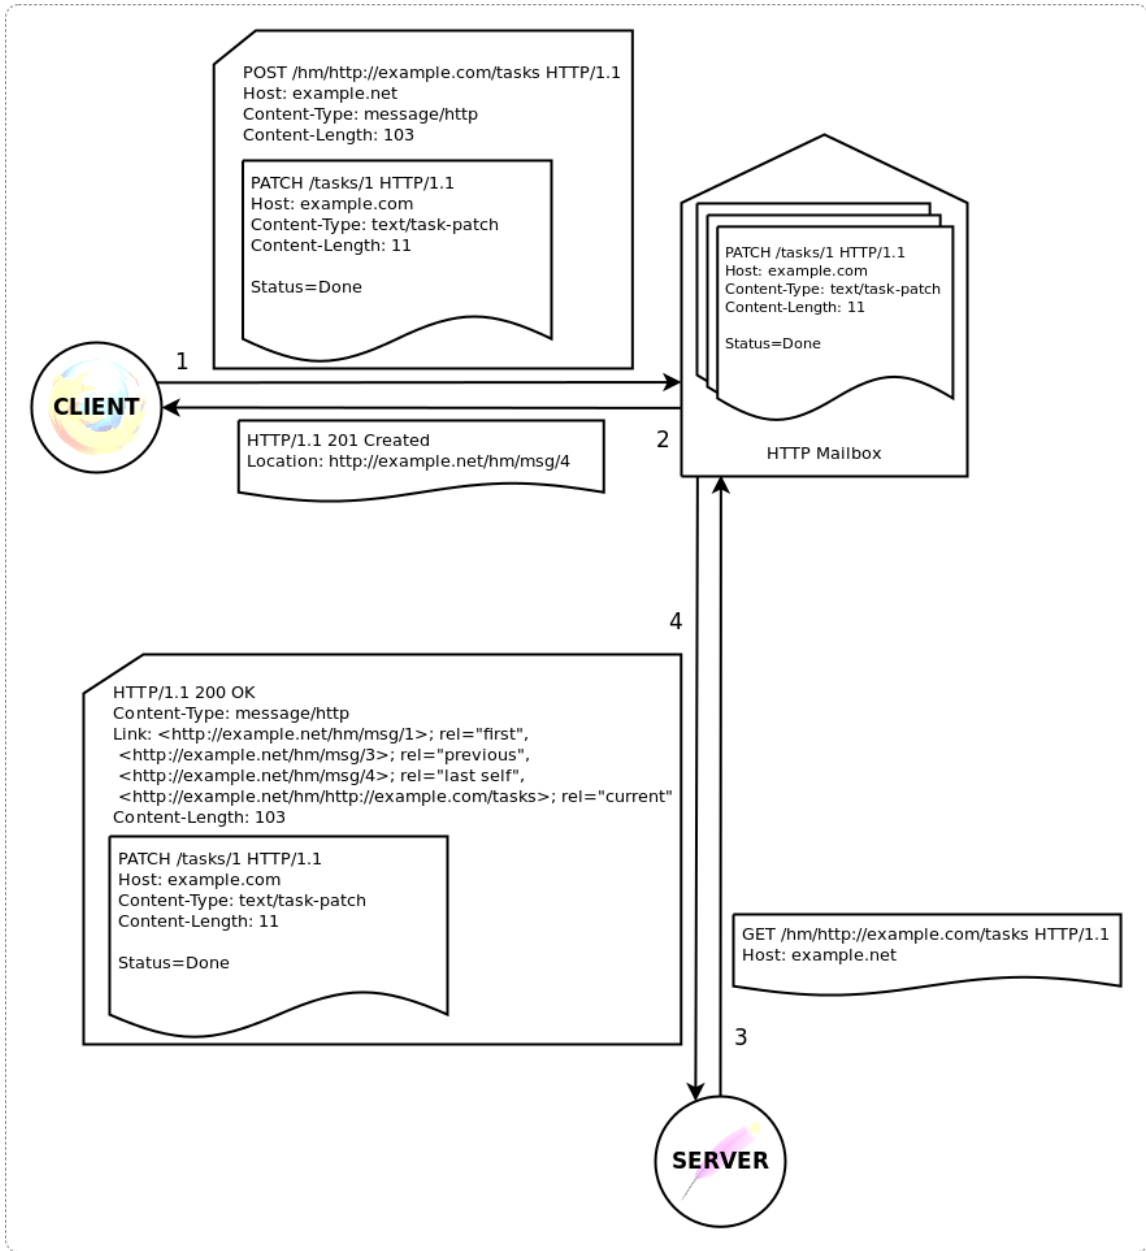 POST /hm/http://example.com/tasks HTTP/1.1
Host: example.net
Content-Type: message/http
Content-Length: 103
PATCH /tasks/1 HTTP/1.1
Host: example.com
Content-Type: text/task-patch
Content-Length: 11
Status=Done
PATCH /tasks/1 HTTP/1.1
Host: example.com
Content-Type: text/task-patch
Content-Length: 11
Status=Done
HTTP Mailbox
1
CLIENT
2
HTTP/1.1 201 Created
Location: http://example.net/hm/msg/4
4
HTTP/1.1 200 OK
Content-Type: message/http
Link: <http://example.net/hm/msg/1>; rel="first",
<http://example.net/hm/msg/3>; rel="previous",
<http://example.net/hm/msg/4>; rel="last self",
<http://example.net/hm/http://example.com/tasks>; rel="current"
Content-Length: 103
PATCH /tasks/1 HTTP/1.1
Host: example.com
Content-Type: text/task-patch
Content-Length: 11
Status=Done
GET /hm/http://example.com/tasks HTTP/1.1
Host: example.net
3
SERVER